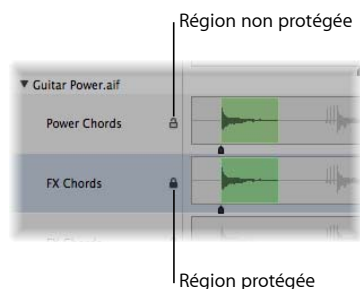 Région non protégée
Guitar Power.aif
Power Chords
FX Chords
Région protégée